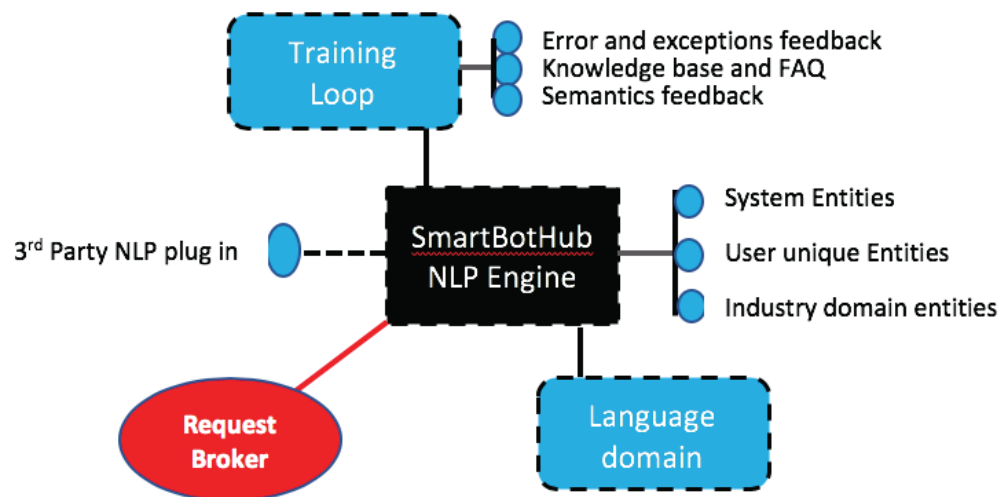 Training
Loop
Error and exceptions feedback
Knowledge base and FAQ
Semantics feedback
SmartBotHub
NLP Engine
3rd Party NLP plug in
System Entities
User unique Entities
Industry domain entities
Request
Broker
Language
domain